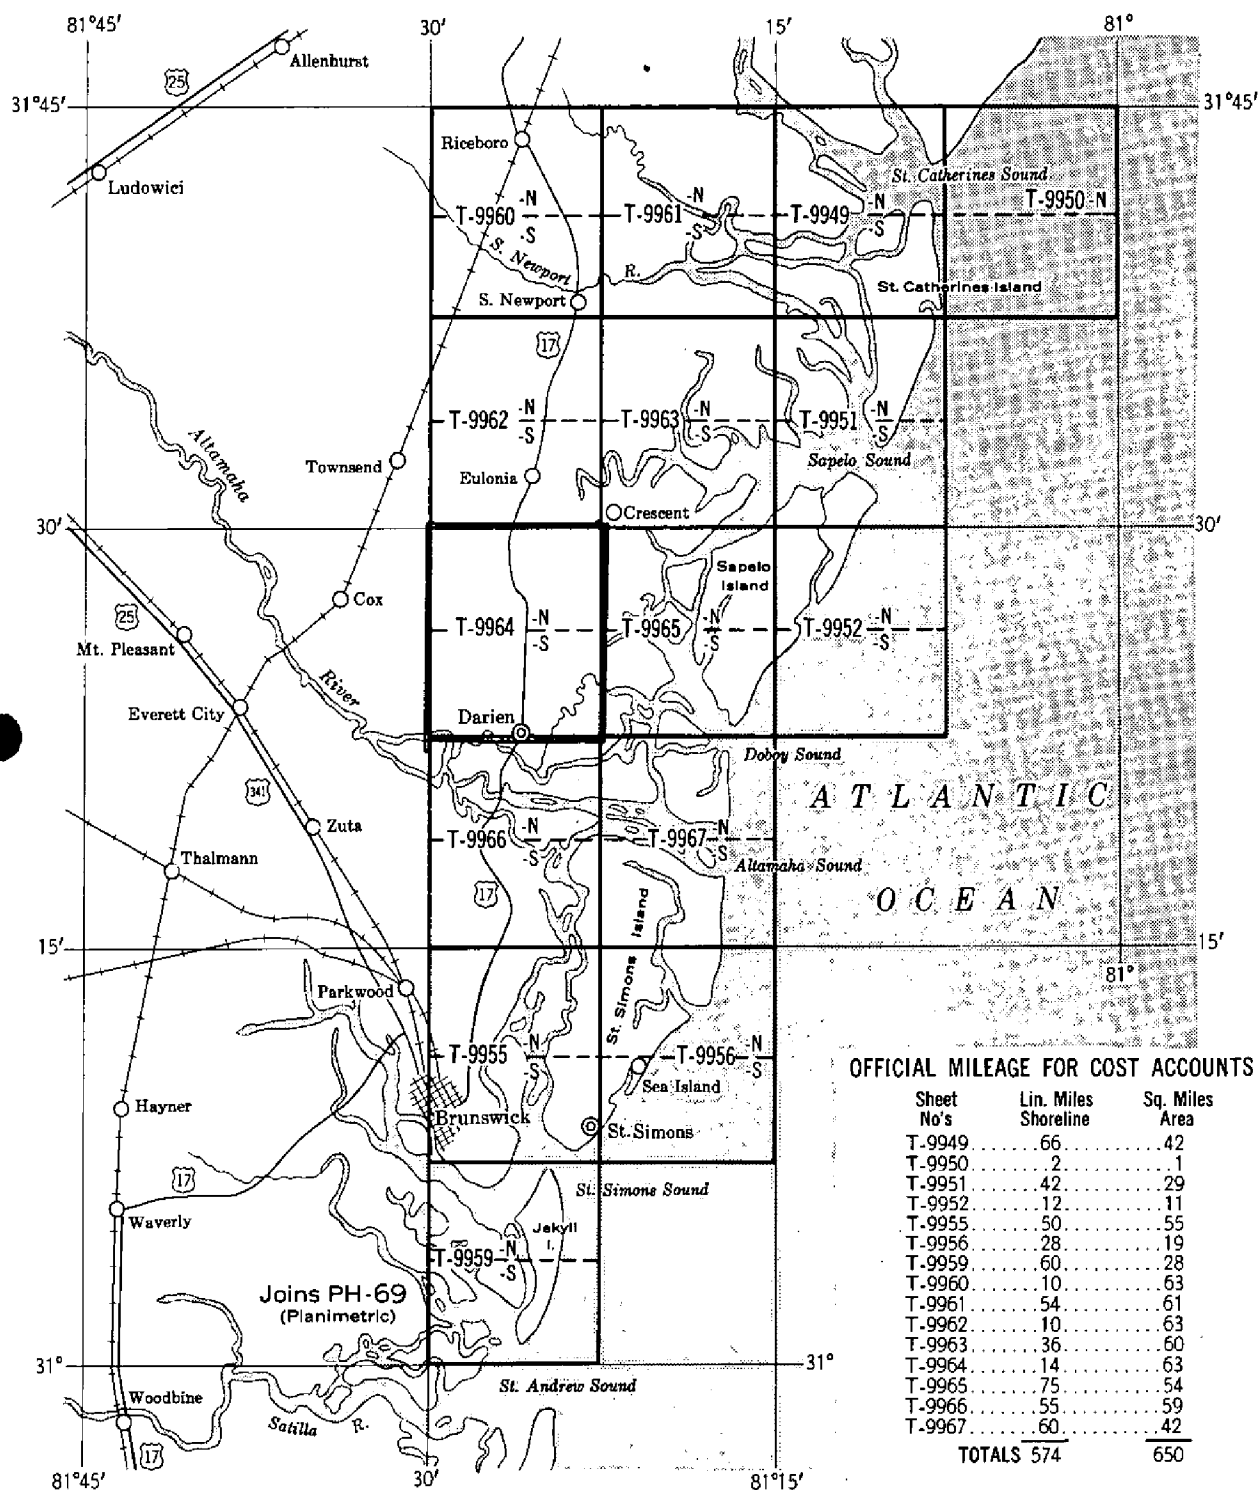 81°45′ 30′ 15′ 81°
Allenhurst
25
31°45′ 31°45′
Riceboro
Ludowici
St. Catherines Sound
T-9960 -N -S
T-9961 -N -S
T-9949 -N -S
T-9950 -N
S. Newport R.
St. Catherines Island
S. Newport
17
T-9962 -N -S
T-9963 -N -S
T-9951 -N -S
Altamaha
Townsend
Eulonia
Sapelo Sound
Crescent
30′ 30′
Sapelo
Island
Cox
25
T-9964 -N -S
T-9965 -N -S
T-9952 -N -S
Mt. Pleasant
River
Everett City
Darien
Doboy Sound
341
ATLANTIC
Zuta
T-9966 -N -S
T-9967 N S
Thalmann
Altamaha Sound
17
OCEAN
St. Simons Island
15′ 15′
81°
Parkwood
T-9955 -N -S
T-9956 -N -S
Sea Island
Hayner
Brunswick
St. Simons
17
St. Simons Sound
Waverly
Jekyll
I.
T-9959 -N -S
Joins PH-69
(Planimetric)
31° 31°
St. Andrew Sound
Woodbine
Satilla R.
17
81°45′ 30′ 81°15′
OFFICIAL MILEAGE FOR COST ACCOUNTS
Sheet Lin. Miles Sq. Miles
No's Shoreline Area
T-9949.......66..........42
T-9950.......2..........1
T-9951.......42..........29
T-9952.......12..........11
T-9955.......50..........55
T-9956.......28..........19
T-9959.......60..........28
T-9960.......10..........63
T-9961.......54..........61
T-9962.......10..........63
T-9963.......36..........60
T-9964.......14..........63
T-9965.......75..........54
T-9966.......55..........59
T-9967.......60..........42
TOTALS 574 650